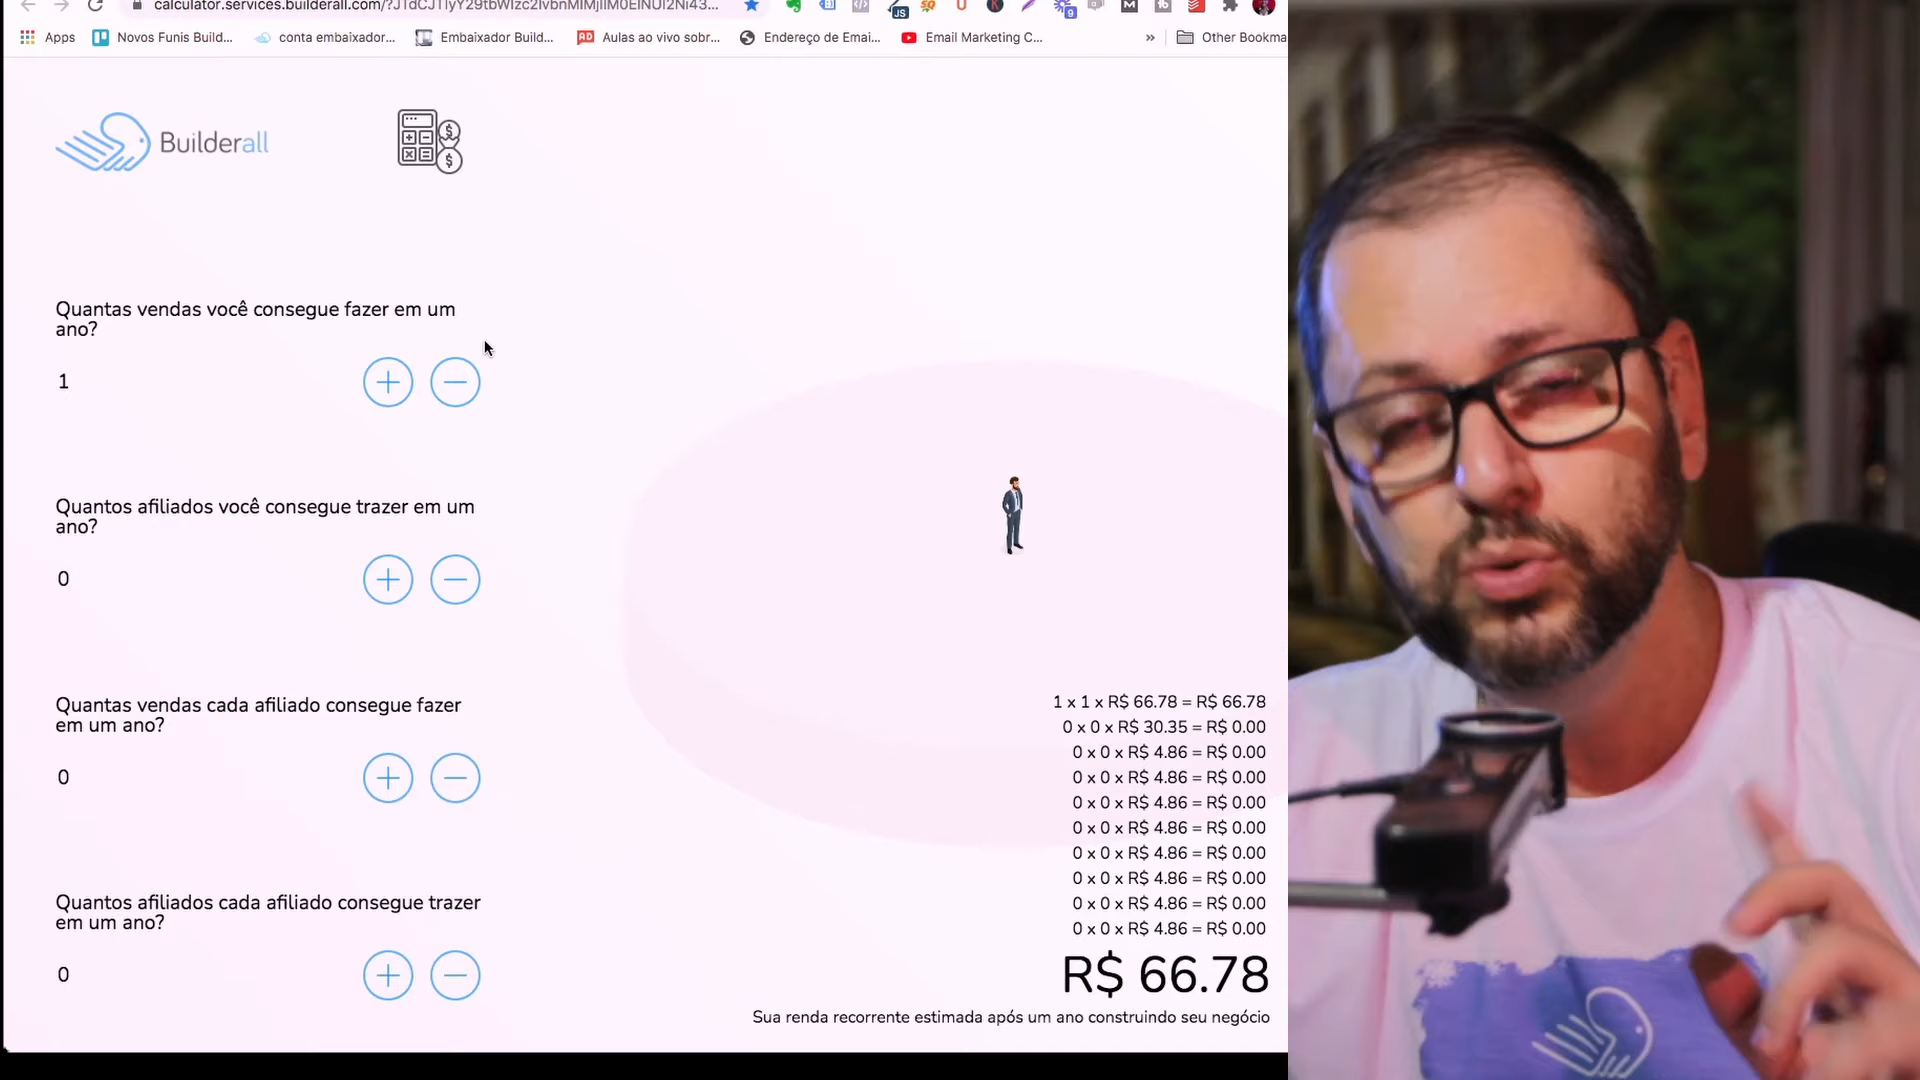 calculator.services.builderall.com/
Apps
Novos Funis Build...
conta embaixador...
Embaixador Build...
Aulas ao vivo sobr...
Endereço de Emai...
Email Marketing C...
»
Other Bookma
Builderall
Quantas vendas você consegue fazer em um
ano?
1
Quantos afiliados você consegue trazer em um
ano?
0
Quantas vendas cada afiliado consegue fazer
em um ano?
0
Quantos afiliados cada afiliado consegue trazer
em um ano?
0
1 x 1 x R$ 66.78 = R$ 66.78
0 x 0 x R$ 30.35 = R$ 0.00
0 x 0 x R$ 4.86 = R$ 0.00
0 x 0 x R$ 4.86 = R$ 0.00
0 x 0 x R$ 4.86 = R$ 0.00
0 x 0 x R$ 4.86 = R$ 0.00
0 x 0 x R$ 4.86 = R$ 0.00
0 x 0 x R$ 4.86 = R$ 0.00
0 x 0 x R$ 4.86 = R$ 0.00
0 x 0 x R$ 4.86 = R$ 0.00
R$ 66.78
Sua renda recorrente estimada após um ano construindo seu negócio